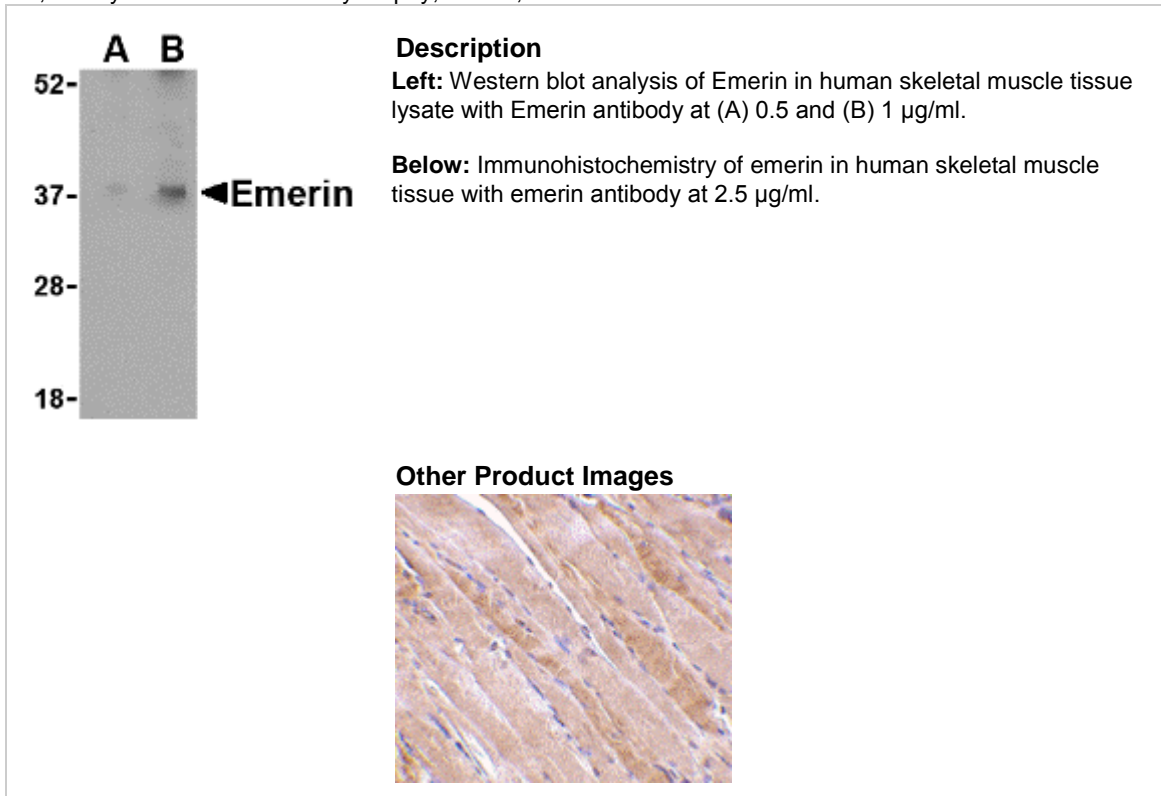 A B
52-
37-
Emerin
28-
18-
Description
Left: Western blot analysis of Emerin in human skeletal muscle tissue
lysate with Emerin antibody at (A) 0.5 and (B) 1 µg/ml.
Below: Immunohistochemistry of emerin in human skeletal muscle
tissue with emerin antibody at 2.5 µg/ml.
Other Product Images